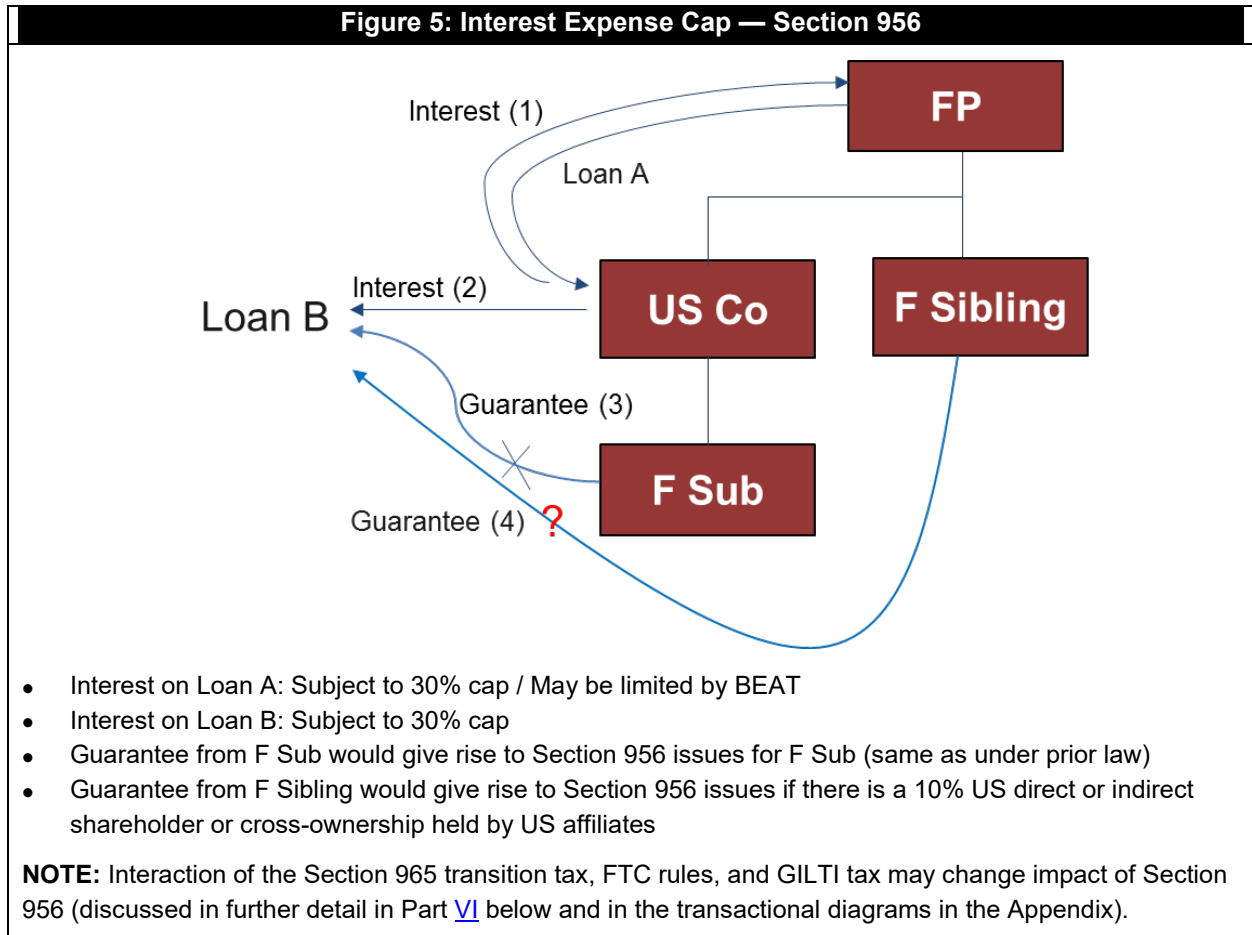 Figure 5: Interest Expense Cap — Section 956
FP
Interest (1)
Loan A
US Co
F Sibling
Interest (2)
Loan B
Guarantee (3)
F Sub
Guarantee (4) ?
• Interest on Loan A: Subject to 30% cap / May be limited by BEAT
• Interest on Loan B: Subject to 30% cap
• Guarantee from F Sub would give rise to Section 956 issues for F Sub (same as under prior law)
• Guarantee from F Sibling would give rise to Section 956 issues if there is a 10% US direct or indirect
shareholder or cross-ownership held by US affiliates
NOTE: Interaction of the Section 965 transition tax, FTC rules, and GILTI tax may change impact of Section
956 (discussed in further detail in Part VI below and in the transactional diagrams in the Appendix).